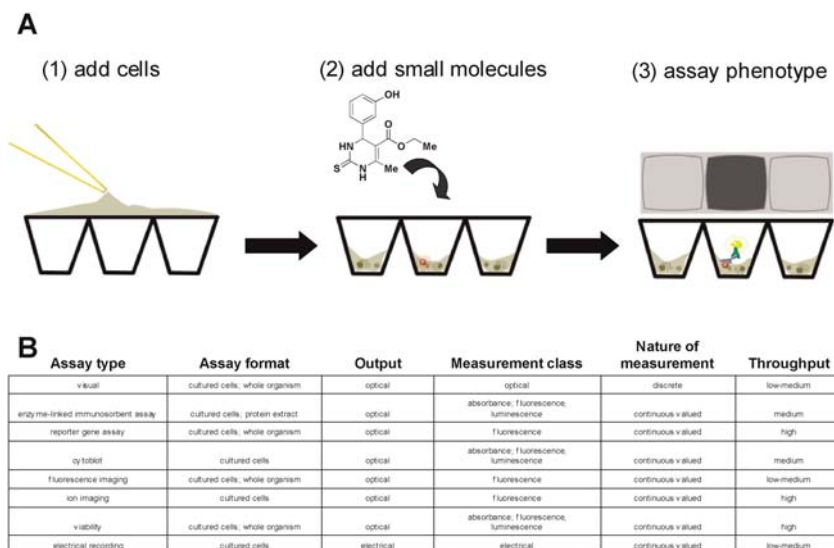 A
(1) add cells
(2) add small molecules
(3) assay phenotype
OH
O
HN
O
Me
S
N
H
Me
B
Assay type Assay format Output Measurement class Nature of measurement Throughput
visual cultured cells; whole organism optical optical discrete low-medium
enzyme-linked immunosorbent assay cultured cells; protein extract optical absorbance; fluorescence; luminescence continuous valued medium
reporter gene assay cultured cells; whole organism optical fluorescence continuous valued high
cytoblot cultured cells optical absorbance; fluorescence; luminescence continuous valued medium
fluorescence imaging cultured cells; whole organism optical fluorescence continuous valued low-medium
ion imaging cultured cells optical fluorescence continuous valued high
viability cultured cells; whole organism optical absorbance; fluorescence; luminescence continuous valued high
electrical recording cultured cells electrical electrical continuous valued low-medium